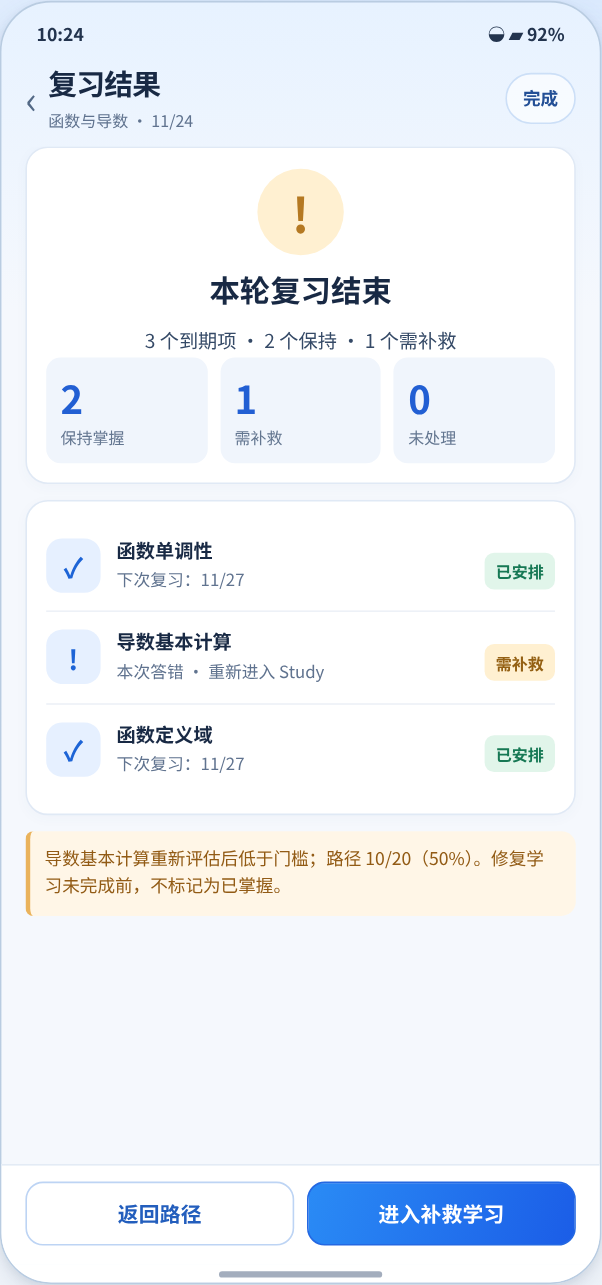 10:24
92%
复习结果
函数与导数 · 11/24
完成
!
本轮复习结束
3 个到期项 · 2 个保持 · 1 个需补救
2
保持掌握
1
需补救
0
未处理
✓
函数单调性
下次复习：11/27
已安排
!
导数基本计算
本次答错 · 重新进入 Study
需补救
✓
函数定义域
下次复习：11/27
已安排
导数基本计算重新评估后低于门槛；路径 10/20（50%）。修复学
习未完成前，不标记为已掌握。
返回路径
进入补救学习